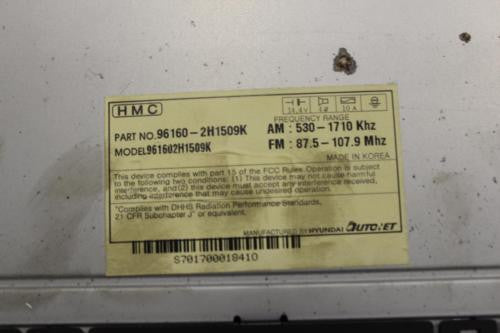 HMC
14.4V 4Ω 10A
FREQUENCY RANGE
PART NO.96160-2H1509K
AM : 530-1710 Khz
MODEL961602H1509K
FM : 87.5-107.9 Mhz
MADE IN KOREA
This device complies with part 15 of the FCC Rules Operation is subject
to the following two conditions; (1) This device may not cause harmful
interference, and(2) this device must accept any interference received,
including interference that may cause undesired operation
"Complies with DHHS Radiation Performance Standards,
21 CFR Subchapter J" or equivalent.
MANUFACTURED BY HYUNDAI AUTONET
S701700018410